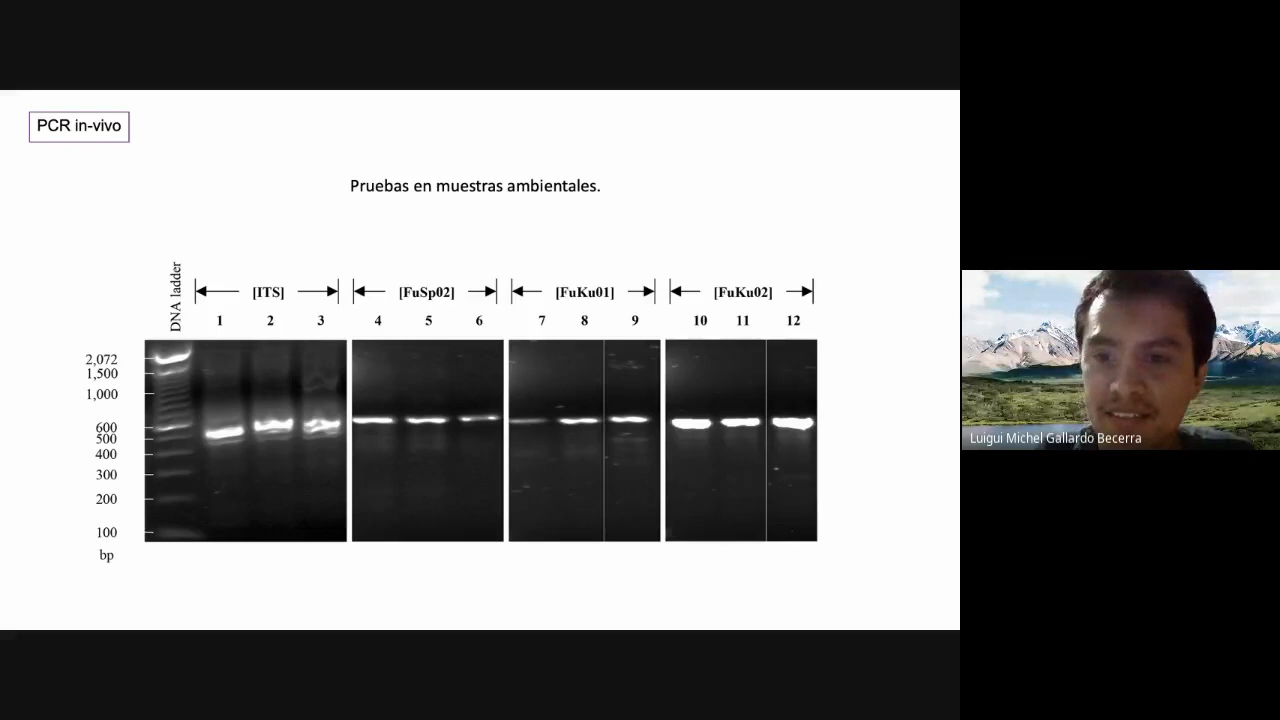 PCR in-vivo
Pruebas en muestras ambientales.
DNA ladder
[ITS] [FuSp02] [FuKu01] [FuKu02]
1 2 3 4 5 6 7 8 9 10 11 12
2,072
1,500
1,000
600
500
400
300
200
100
bp
Luigui Michel Gallardo Becerra